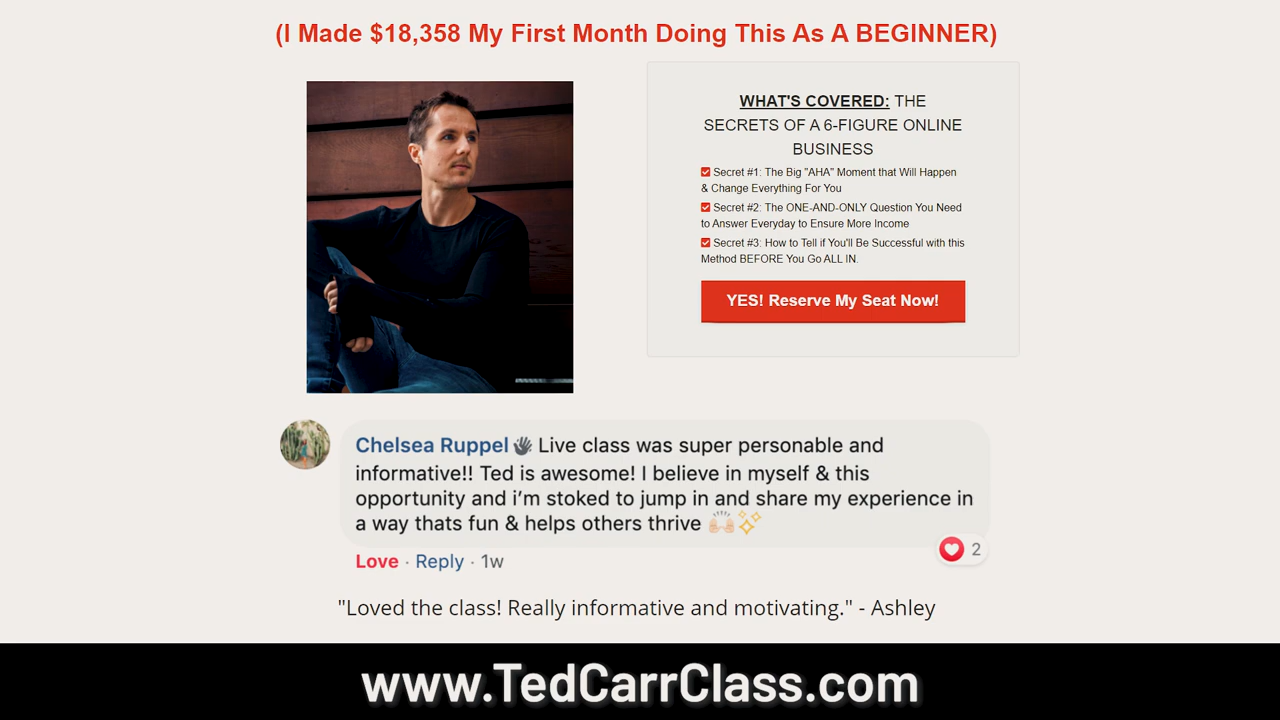 (I Made $18,358 My First Month Doing This As A BEGINNER)
WHAT'S COVERED: THE
SECRETS OF A 6-FIGURE ONLINE
BUSINESS
Secret #1: The Big "AHA" Moment that Will Happen
& Change Everything For You
Secret #2: The ONE-AND-ONLY Question You Need
to Answer Everyday to Ensure More Income
Secret #3: How to Tell if You'll Be Successful with this
Method BEFORE You Go ALL IN.
YES! Reserve My Seat Now!
Chelsea Ruppel 👋 Live class was super personable and
informative!! Ted is awesome! I believe in myself & this
opportunity and i'm stoked to jump in and share my experience in
a way thats fun & helps others thrive 🙌🏻✨
2
Love · Reply · 1w
"Loved the class! Really informative and motivating." - Ashley
www.TedCarrClass.com